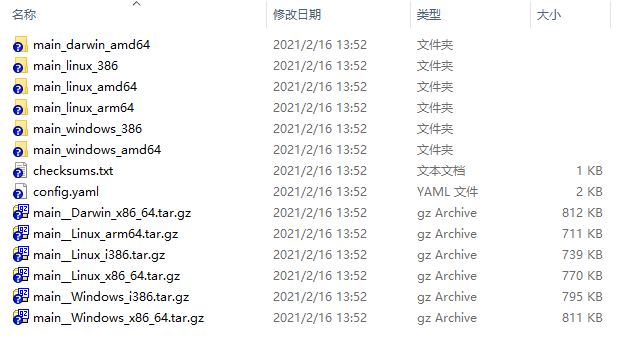 名称 修改日期 类型 大小
main_darwin_amd64 2021/2/16 13:52 文件夹
main_linux_386 2021/2/16 13:52 文件夹
main_linux_amd64 2021/2/16 13:52 文件夹
main_linux_arm64 2021/2/16 13:52 文件夹
main_windows_386 2021/2/16 13:52 文件夹
main_windows_amd64 2021/2/16 13:52 文件夹
checksums.txt 2021/2/16 13:52 文本文档 1 KB
config.yaml 2021/2/16 13:52 YAML 文件 2 KB
main__Darwin_x86_64.tar.gz 2021/2/16 13:52 gz Archive 812 KB
main__Linux_arm64.tar.gz 2021/2/16 13:52 gz Archive 711 KB
main__Linux_i386.tar.gz 2021/2/16 13:52 gz Archive 739 KB
main__Linux_x86_64.tar.gz 2021/2/16 13:52 gz Archive 770 KB
main__Windows_i386.tar.gz 2021/2/16 13:52 gz Archive 795 KB
main__Windows_x86_64.tar.gz 2021/2/16 13:52 gz Archive 811 KB